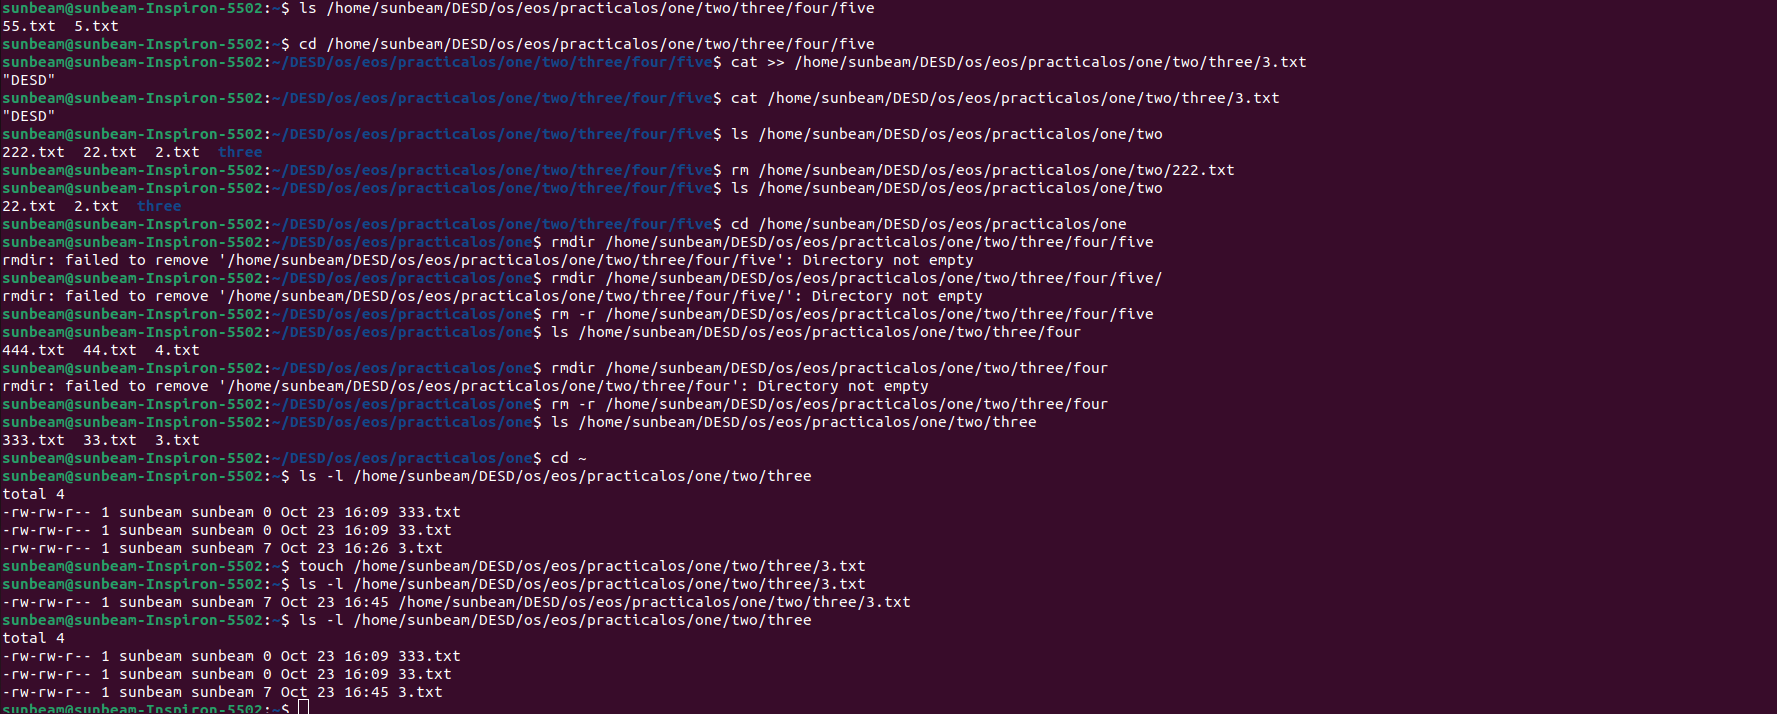 sunbeam@sunbeam-Inspiron-5502:~$ ls /home/sunbeam/DESD/os/eos/practicalos/one/two/three/four/five
55.txt  5.txt
sunbeam@sunbeam-Inspiron-5502:~$ cd /home/sunbeam/DESD/os/eos/practicalos/one/two/three/four/five
sunbeam@sunbeam-Inspiron-5502:~/DESD/os/eos/practicalos/one/two/three/four/five$ cat >> /home/sunbeam/DESD/os/eos/practicalos/one/two/three/3.txt
"DESD"
sunbeam@sunbeam-Inspiron-5502:~/DESD/os/eos/practicalos/one/two/three/four/five$ cat /home/sunbeam/DESD/os/eos/practicalos/one/two/three/3.txt
"DESD"
sunbeam@sunbeam-Inspiron-5502:~/DESD/os/eos/practicalos/one/two/three/four/five$ ls /home/sunbeam/DESD/os/eos/practicalos/one/two
222.txt  22.txt  2.txt  three
sunbeam@sunbeam-Inspiron-5502:~/DESD/os/eos/practicalos/one/two/three/four/five$ rm /home/sunbeam/DESD/os/eos/practicalos/one/two/222.txt
sunbeam@sunbeam-Inspiron-5502:~/DESD/os/eos/practicalos/one/two/three/four/five$ ls /home/sunbeam/DESD/os/eos/practicalos/one/two
22.txt  2.txt  three
sunbeam@sunbeam-Inspiron-5502:~/DESD/os/eos/practicalos/one/two/three/four/five$ cd /home/sunbeam/DESD/os/eos/practicalos/one
sunbeam@sunbeam-Inspiron-5502:~/DESD/os/eos/practicalos/one$ rmdir /home/sunbeam/DESD/os/eos/practicalos/one/two/three/four/five
rmdir: failed to remove '/home/sunbeam/DESD/os/eos/practicalos/one/two/three/four/five': Directory not empty
sunbeam@sunbeam-Inspiron-5502:~/DESD/os/eos/practicalos/one$ rmdir /home/sunbeam/DESD/os/eos/practicalos/one/two/three/four/five/
rmdir: failed to remove '/home/sunbeam/DESD/os/eos/practicalos/one/two/three/four/five/': Directory not empty
sunbeam@sunbeam-Inspiron-5502:~/DESD/os/eos/practicalos/one$ rm -r /home/sunbeam/DESD/os/eos/practicalos/one/two/three/four/five
sunbeam@sunbeam-Inspiron-5502:~/DESD/os/eos/practicalos/one$ ls /home/sunbeam/DESD/os/eos/practicalos/one/two/three/four
444.txt  44.txt  4.txt
sunbeam@sunbeam-Inspiron-5502:~/DESD/os/eos/practicalos/one$ rmdir /home/sunbeam/DESD/os/eos/practicalos/one/two/three/four
rmdir: failed to remove '/home/sunbeam/DESD/os/eos/practicalos/one/two/three/four': Directory not empty
sunbeam@sunbeam-Inspiron-5502:~/DESD/os/eos/practicalos/one$ rm -r /home/sunbeam/DESD/os/eos/practicalos/one/two/three/four
sunbeam@sunbeam-Inspiron-5502:~/DESD/os/eos/practicalos/one$ ls /home/sunbeam/DESD/os/eos/practicalos/one/two/three
333.txt  33.txt  3.txt
sunbeam@sunbeam-Inspiron-5502:~/DESD/os/eos/practicalos/one$ cd ~
sunbeam@sunbeam-Inspiron-5502:~$ ls -l /home/sunbeam/DESD/os/eos/practicalos/one/two/three
total 4
-rw-rw-r-- 1 sunbeam sunbeam 0 Oct 23 16:09 333.txt
-rw-rw-r-- 1 sunbeam sunbeam 0 Oct 23 16:09 33.txt
-rw-rw-r-- 1 sunbeam sunbeam 7 Oct 23 16:26 3.txt
sunbeam@sunbeam-Inspiron-5502:~$ touch /home/sunbeam/DESD/os/eos/practicalos/one/two/three/3.txt
sunbeam@sunbeam-Inspiron-5502:~$ ls -l /home/sunbeam/DESD/os/eos/practicalos/one/two/three/3.txt
-rw-rw-r-- 1 sunbeam sunbeam 7 Oct 23 16:45 /home/sunbeam/DESD/os/eos/practicalos/one/two/three/3.txt
sunbeam@sunbeam-Inspiron-5502:~$ ls -l /home/sunbeam/DESD/os/eos/practicalos/one/two/three
total 4
-rw-rw-r-- 1 sunbeam sunbeam 0 Oct 23 16:09 333.txt
-rw-rw-r-- 1 sunbeam sunbeam 0 Oct 23 16:09 33.txt
-rw-rw-r-- 1 sunbeam sunbeam 7 Oct 23 16:45 3.txt
sunbeam@sunbeam-Inspiron-5502:~$